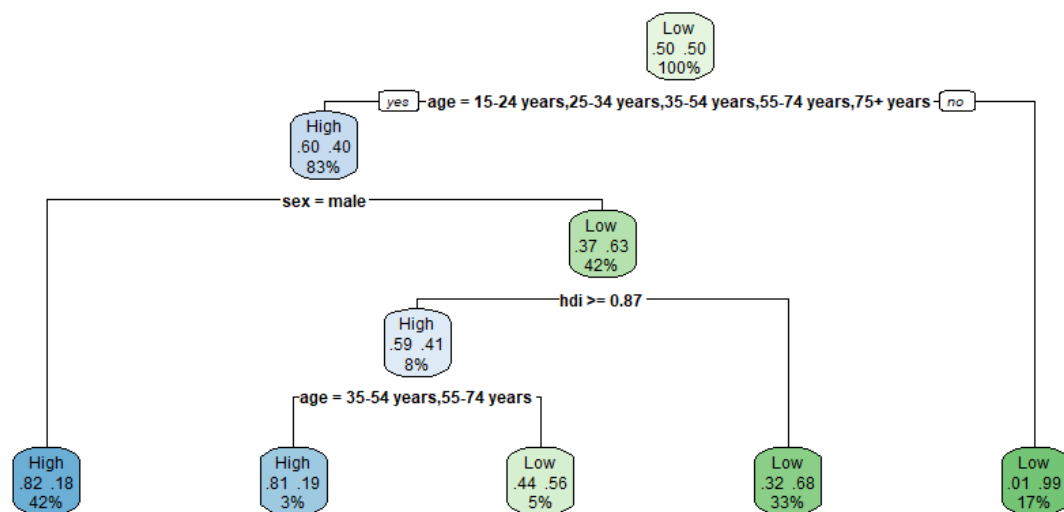 Low
.50 .50
100%
yes age = 15-24 years,25-34 years,35-54 years,55-74 years,75+ years no
High
.60 .40
83%
sex = male
Low
.37 .63
42%
hdi >= 0.87
High
.59 .41
8%
age = 35-54 years,55-74 years
High
.82 .18
42%
High
.81 .19
3%
Low
.44 .56
5%
Low
.32 .68
33%
Low
.01 .99
17%